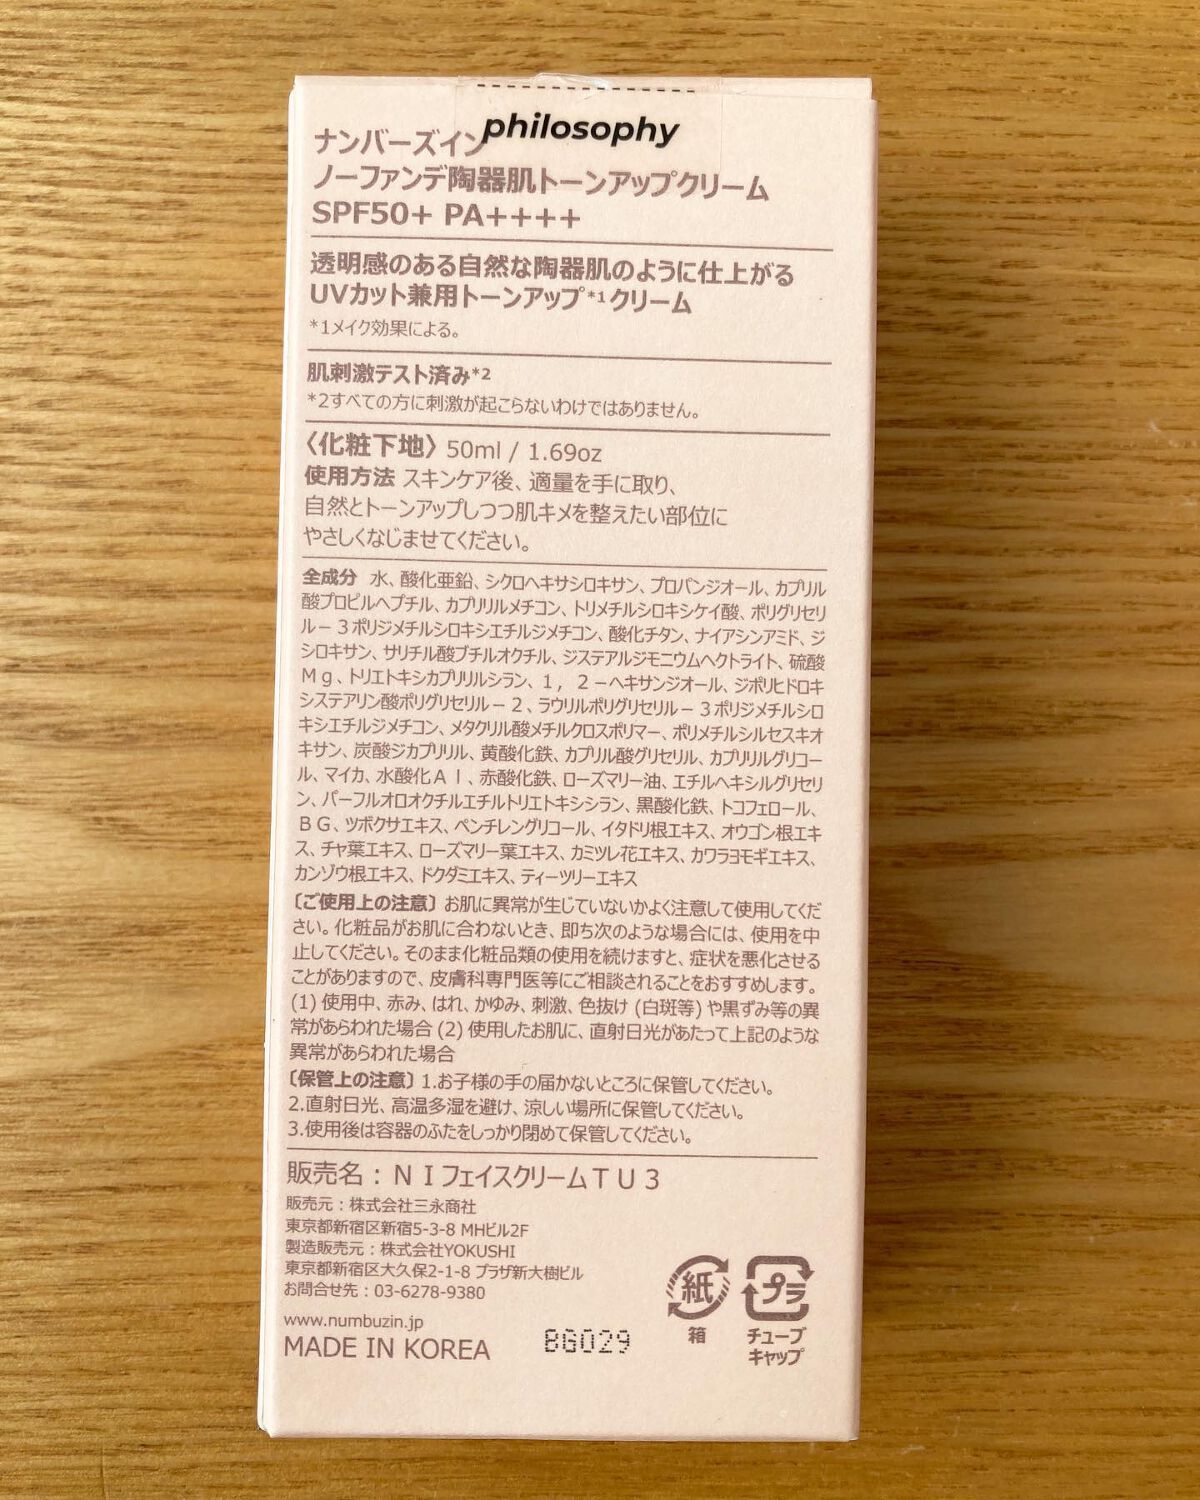 philosophy
ナンバーズイン
ノーファンデ陶器肌トーンアップクリーム
SPF50+ PA++++
透明感のある自然な陶器肌のように仕上がる
UVカット兼用トーンアップ*1クリーム
*1メイク効果による。
肌刺激テスト済み*2
*2すべての方に刺激が起こらないわけではありません。
〈化粧下地〉 50ml / 1.69oz
使用方法 スキンケア後、適量を手に取り、
自然とトーンアップしつつ肌キメを整えたい部位に
やさしくなじませてください。
全成分 水、酸化亜鉛、シクロヘキサシロキサン、プロパンジオール、カプリル
酸プロピルヘプチル、カプリリルメチコン、トリメチルシロキシケイ酸、ポリグリセリ
ル－３ポリジメチルシロキシエチルジメチコン、酸化チタン、ナイアシンアミド、ジ
シロキサン、サリチル酸ブチルオクチル、ジステアルジモニウムヘクトライト、硫酸
Ｍｇ、トリエトキシカプリリルシラン、１，２－ヘキサンジオール、ジポリヒドロキ
システアリン酸ポリグリセリル－２、ラウリルポリグリセリル－３ポリジメチルシロ
キシエチルジメチコン、メタクリル酸メチルクロスポリマー、ポリメチルシルセスキオ
キサン、炭酸ジカプリリル、黄酸化鉄、カプリル酸グリセリル、カプリリルグリコー
ル、マイカ、水酸化Ａｌ、赤酸化鉄、ローズマリー油、エチルヘキシルグリセリ
ン、パーフルオロオクチルエチルトリエトキシシラン、黒酸化鉄、トコフェロール、
ＢＧ、ツボクサエキス、ペンチレングリコール、イタドリ根エキス、オウゴン根エキ
ス、チャ葉エキス、ローズマリー葉エキス、カミツレ花エキス、カワラヨモギエキス、
カンゾウ根エキス、ドクダミエキス、ティーツリーエキス
〔ご使用上の注意〕お肌に異常が生じていないかよく注意して使用してくだ
さい。化粧品がお肌に合わないとき、即ち次のような場合には、使用を中
止してください。そのまま化粧品類の使用を続けますと、症状を悪化させる
ことがありますので、皮膚科専門医等にご相談されることをおすすめします。
(1) 使用中、赤み、はれ、かゆみ、刺激、色抜け (白斑等) や黒ずみ等の異
常があらわれた場合 (2) 使用したお肌に、直射日光があたって上記のような
異常があらわれた場合
〔保管上の注意〕1.お子様の手の届かないところに保管してください。
2.直射日光、高温多湿を避け、涼しい場所に保管してください。
3.使用後は容器のふたをしっかり閉めて保管してください。
販売名：ＮＩフェイスクリームＴＵ３
販売元：株式会社三永商社
東京都新宿区新宿5-3-8 MHビル2F
製造販売元：株式会社YOKUSHI
東京都新宿区大久保2-1-8 プラザ新大樹ビル
お問合せ先：03-6278-9380
www.numbuzin.jp
MADE IN KOREA
BG029
紙
箱
プラ
チューブ
キャップ